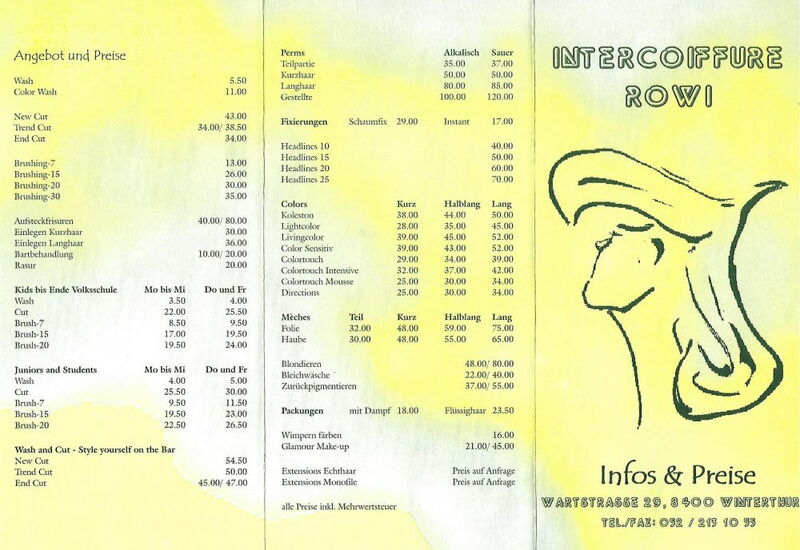 Angebot und Preise
Wash 5.50
Color Wash 11.00
New Cut 43.00
Trend Cut 34.00/ 38.50
End Cut 34.00
Brushing-7 13.00
Brushing-15 26.00
Brushing-20 30.00
Brushing-30 35.00
Aufsteckfrisuren 40.00/ 80.00
Einlegen Kurzhaar 30.00
Einlegen Langhaar 36.00
Bartbehandlung 10.00/ 20.00
Rasur 20.00
Kids bis Ende Volksschule Mo bis Mi Do und Fr
Wash 3.50 4.00
Cut 22.00 25.50
Brush-7 8.50 9.50
Brush-15 17.00 19.50
Brush-20 19.50 24.00
Juniors and Students Mo bis Mi Do und Fr
Wash 4.00 5.00
Cut 25.50 30.00
Brush-7 9.50 11.50
Brush-15 19.50 23.00
Brush-20 22.50 26.50
Wash and Cut - Style yourself on the Bar
New Cut 54.50
Trend Cut 50.00
End Cut 45.00/ 47.00
Perms Alkalisch Sauer
Teilpartie 35.00 37.00
Kurzhaar 50.00 50.00
Langhaar 80.00 85.00
Gestellte 100.00 120.00
Fixierungen Schaumfix 29.00 Instant 17.00
Headlines 10 40.00
Headlines 15 50.00
Headlines 20 60.00
Headlines 25 70.00
Colors Kurz Halblang Lang
Koleston 38.00 44.00 50.00
Lightcolor 28.00 35.00 45.00
Livingcolor 39.00 45.00 52.00
Color Sensitiv 39.00 43.00 52.00
Colortouch 29.00 34.00 39.00
Colortouch Intensive 32.00 37.00 42.00
Colortouch Mousse 25.00 30.00 34.00
Directions 25.00 30.00 34.00
Mèches Teil Kurz Halblang Lang
Folie 32.00 48.00 59.00 75.00
Haube 30.00 48.00 55.00 65.00
Blondieren 48.00/ 80.00
Bleichwäsche 22.00/ 40.00
Zurückpigmentieren 37.00/ 55.00
Packungen mit Dampf 18.00 Flüssighaar 23.50
Wimpern färben 16.00
Glamour Make-up 21.00/ 45.00
Extensions Echthaar Preis auf Anfrage
Extensions Monofile Preis auf Anfrage
alle Preise inkl. Mehrwertsteuer
INTERCOIFFURE
ROWI
Infos & Preise
WARTSTRASSE 29, 8400 WINTERTHUR
TEL./FAX: 052 / 213 10 55